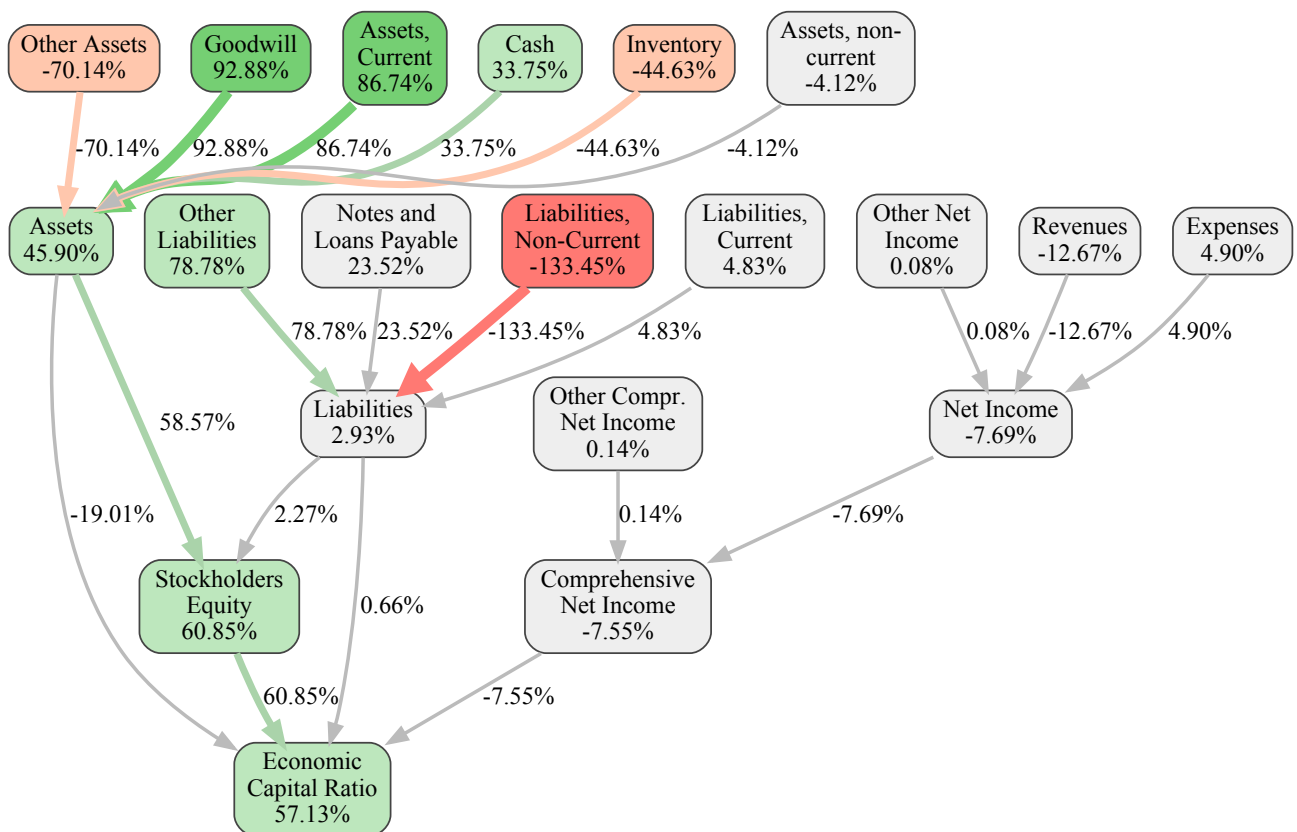 Other Assets
-70.14%
Goodwill
92.88%
Assets,
Current
86.74%
Cash
33.75%
Inventory
-44.63%
Assets, non-
current
-4.12%
-70.14%
92.88%
86.74%
33.75%
-44.63%
-4.12%
Assets
45.90%
Other
Liabilities
78.78%
Notes and
Loans Payable
23.52%
Liabilities,
Non-Current
-133.45%
Liabilities,
Current
4.83%
Other Net
Income
0.08%
Revenues
-12.67%
Expenses
4.90%
78.78%
23.52%
-133.45%
4.83%
0.08%
-12.67%
4.90%
58.57%
Liabilities
2.93%
Other Compr.
Net Income
0.14%
Net Income
-7.69%
-19.01%
2.27%
0.14%
-7.69%
Stockholders
Equity
60.85%
0.66%
Comprehensive
Net Income
-7.55%
60.85%
-7.55%
Economic
Capital Ratio
57.13%